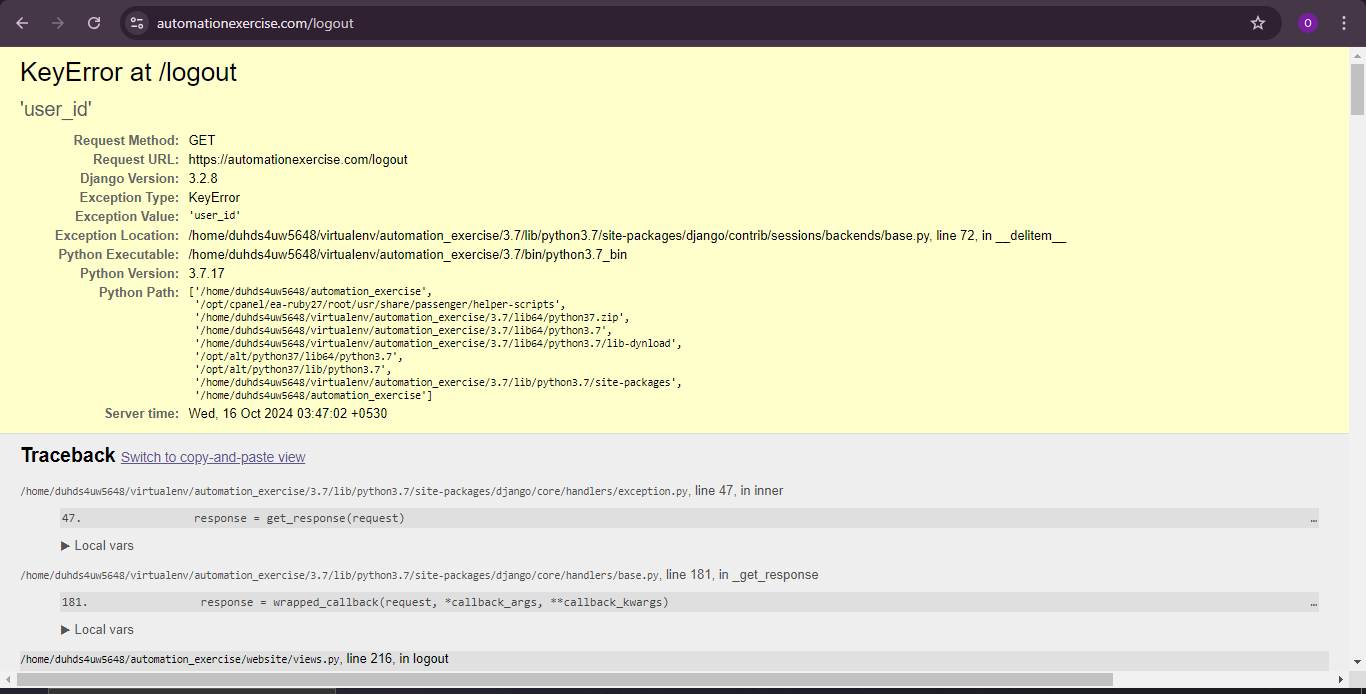 automationexercise.com/logout
O
KeyError at /logout
'user_id'
Request Method: GET
Request URL: https://automationexercise.com/logout
Django Version: 3.2.8
Exception Type: KeyError
Exception Value: 'user_id'
Exception Location: /home/duhds4uw5648/virtualenv/automation_exercise/3.7/lib/python3.7/site-packages/django/contrib/sessions/backends/base.py, line 72, in __delitem__
Python Executable: /home/duhds4uw5648/virtualenv/automation_exercise/3.7/bin/python3.7_bin
Python Version: 3.7.17
Python Path: ['/home/duhds4uw5648/automation_exercise',
'/opt/cpanel/ea-ruby27/root/usr/share/passenger/helper-scripts',
'/home/duhds4uw5648/virtualenv/automation_exercise/3.7/lib64/python37.zip',
'/home/duhds4uw5648/virtualenv/automation_exercise/3.7/lib64/python3.7',
'/home/duhds4uw5648/virtualenv/automation_exercise/3.7/lib64/python3.7/lib-dynload',
'/opt/alt/python37/lib64/python3.7',
'/opt/alt/python37/lib/python3.7',
'/home/duhds4uw5648/virtualenv/automation_exercise/3.7/lib/python3.7/site-packages',
'/home/duhds4uw5648/automation_exercise']
Server time: Wed, 16 Oct 2024 03:47:02 +0530
Traceback Switch to copy-and-paste view
/home/duhds4uw5648/virtualenv/automation_exercise/3.7/lib/python3.7/site-packages/django/core/handlers/exception.py, line 47, in inner
47. response = get_response(request) …
▶ Local vars
/home/duhds4uw5648/virtualenv/automation_exercise/3.7/lib/python3.7/site-packages/django/core/handlers/base.py, line 181, in _get_response
181. response = wrapped_callback(request, *callback_args, **callback_kwargs) …
▶ Local vars
/home/duhds4uw5648/automation_exercise/website/views.py, line 216, in logout